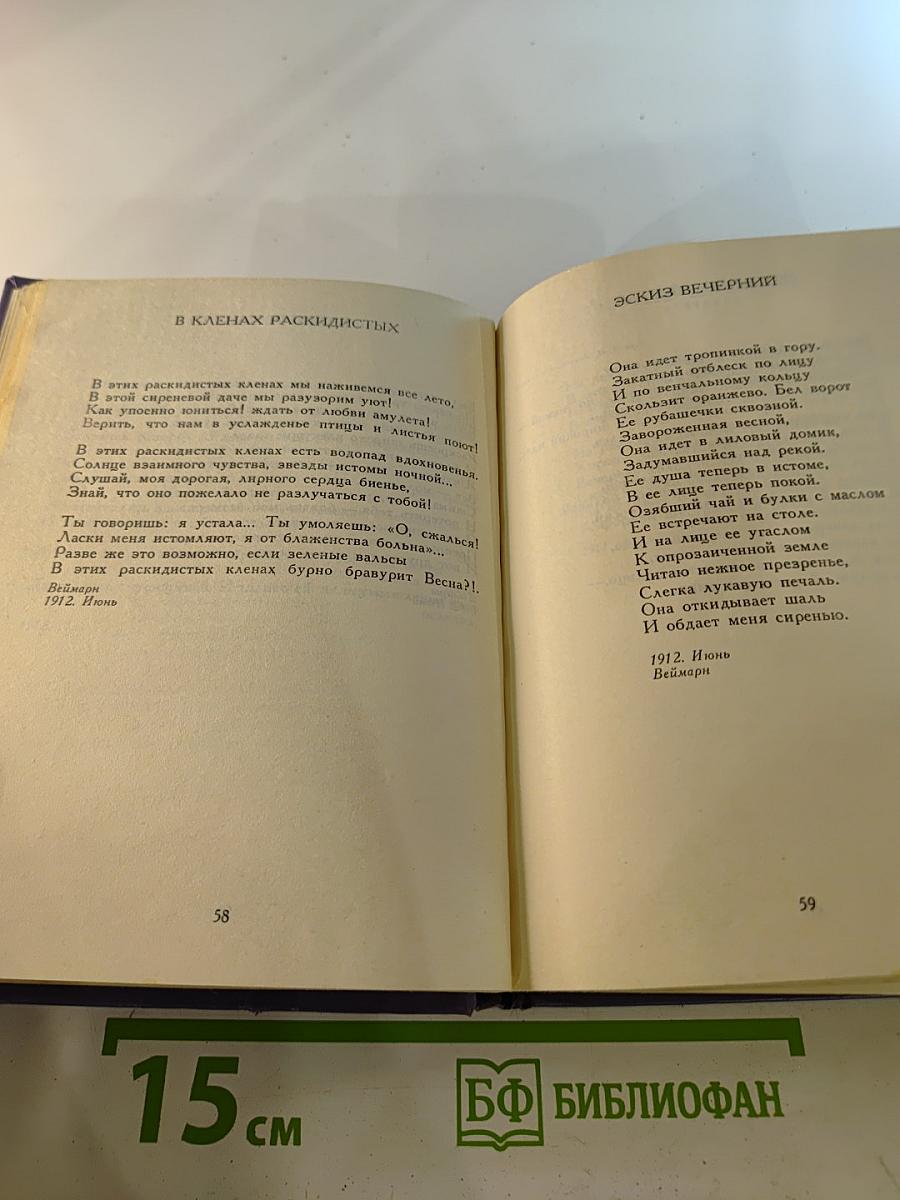 В КЛЕНАХ РАСКИДИСТЫХ
В этих раскидистых кленах мы наживемся все лето,
В этой сиреневой даче мы разузорим уют!
Как упоенно юниться! ждать от любви амулета!
Верить, что нам в услажденье птицы и листья поют!
В этих раскидистых кленах есть водопад вдохновенья.
Солнце взаимного чувства, звезды истомы ночной...
Слушай, моя дорогая, лирного сердца биенье,
Знай, что оно пожелало не разлучаться с тобой!
Ты говоришь: я устала... Ты умоляешь: «О, сжалься!
Ласки меня истомляют, я от блаженства больна»...
Разве же это возможно, если зеленые вальсы
В этих раскидистых кленах бурно бравурит Весна?!.
Веймарн
1912. Июнь
58
ЭСКИЗ ВЕЧЕРНИЙ
Она идет тропинкой в гору.
Закатный отблеск по лицу
И по венчальному кольцу
Скользит оранжево. Бел ворот
Ее рубашечки сквозной.
Завороженная весной,
Она идет в лиловый домик,
Задумавшийся над рекой.
Ее душа теперь в истоме,
В ее лице теперь покой.
Озябший чай и булки с маслом
Ее встречают на столе.
И на лице ее угаслом
К опрозаиченной земле
Читаю нежное презренье,
Слегка лукавую печаль.
Она откидывает шаль
И обдает меня сиренью.
1912. Июнь
Веймарн
59
15 см
БФ БИБЛИОФАН